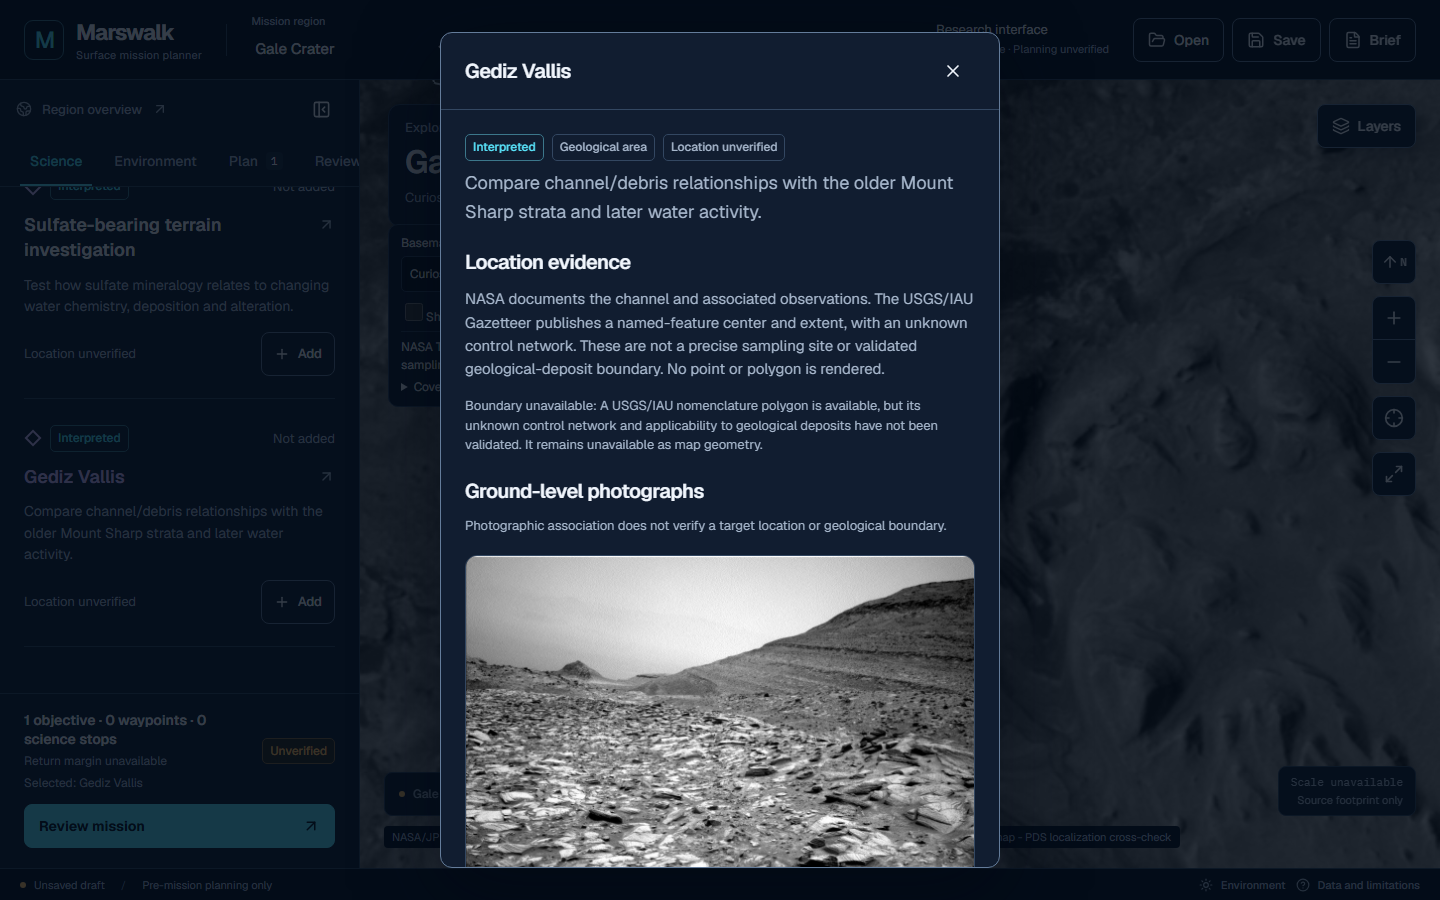 M
Marswalk
Surface mission planner
Mission region
Gale Crater
Research interface
· Planning unverified
Open
Save
Brief
Region overview
Science
Environment
Plan 1
Review
Interpreted
Not added
Sulfate-bearing terrain
investigation
Test how sulfate mineralogy relates to changing
water chemistry, deposition and alteration.
Location unverified
Add
Interpreted
Not added
Gediz Vallis
Compare channel/debris relationships with the
older Mount Sharp strata and later water
activity.
Location unverified
Add
1 objective · 0 waypoints · 0
science stops
Return margin unavailable
Selected: Gediz Vallis
Unverified
Review mission
Unsaved draft / Pre-mission planning only
Gediz Vallis
Interpreted
Geological area
Location unverified
Compare channel/debris relationships with the older Mount
Sharp strata and later water activity.
Location evidence
NASA documents the channel and associated observations. The USGS/IAU
Gazetteer publishes a named-feature center and extent, with an unknown
control network. These are not a precise sampling site or validated
geological-deposit boundary. No point or polygon is rendered.
Boundary unavailable: A USGS/IAU nomenclature polygon is available, but its
unknown control network and applicability to geological deposits have not been
validated. It remains unavailable as map geometry.
Ground-level photographs
Photographic association does not verify a target location or geological boundary.
Layers
N
Scale unavailable
Source footprint only
- PDS localization cross-check
Gale
NASA/JP
Environment
Data and limitations